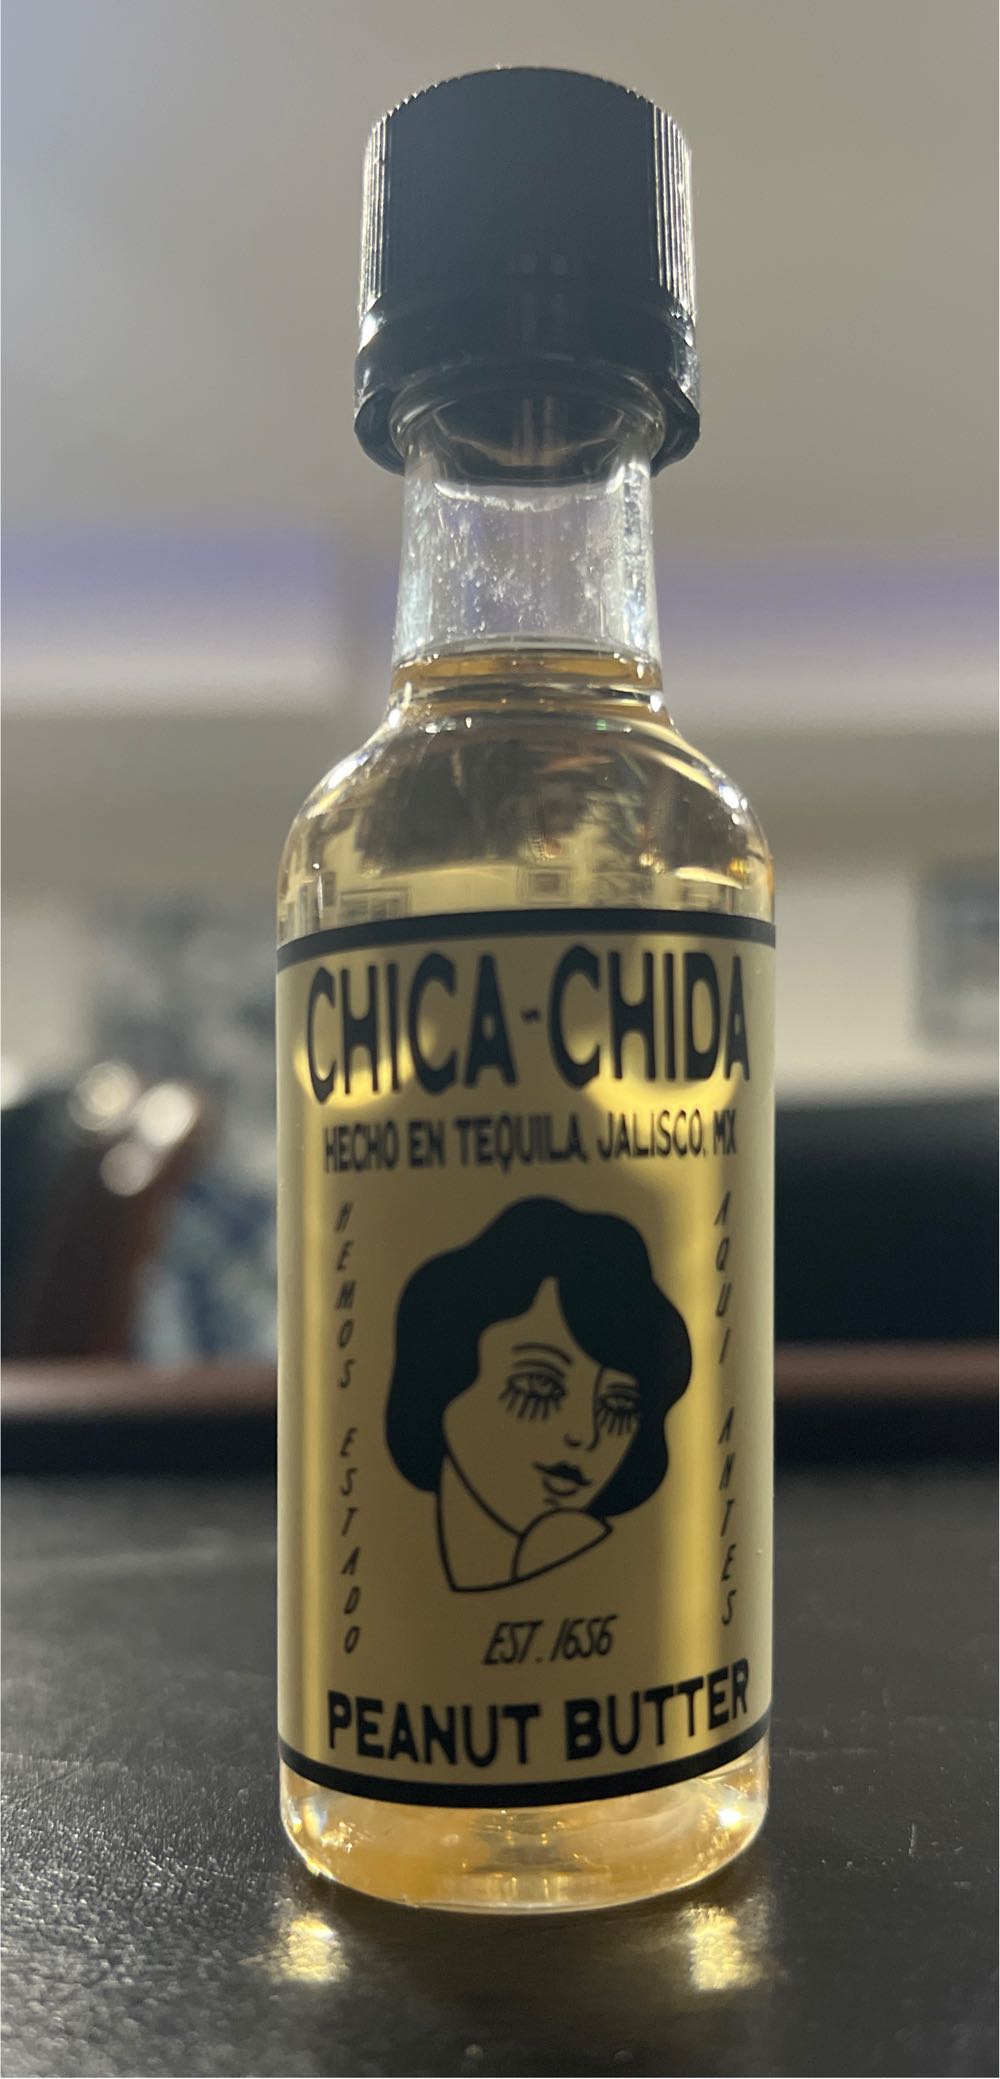 CHICA-CHIDA
HECHO EN TEQUILA, JALISCO, MX
HEMOS ESTADO
AQUI ANTES
EST. 1656
PEANUT BUTTER